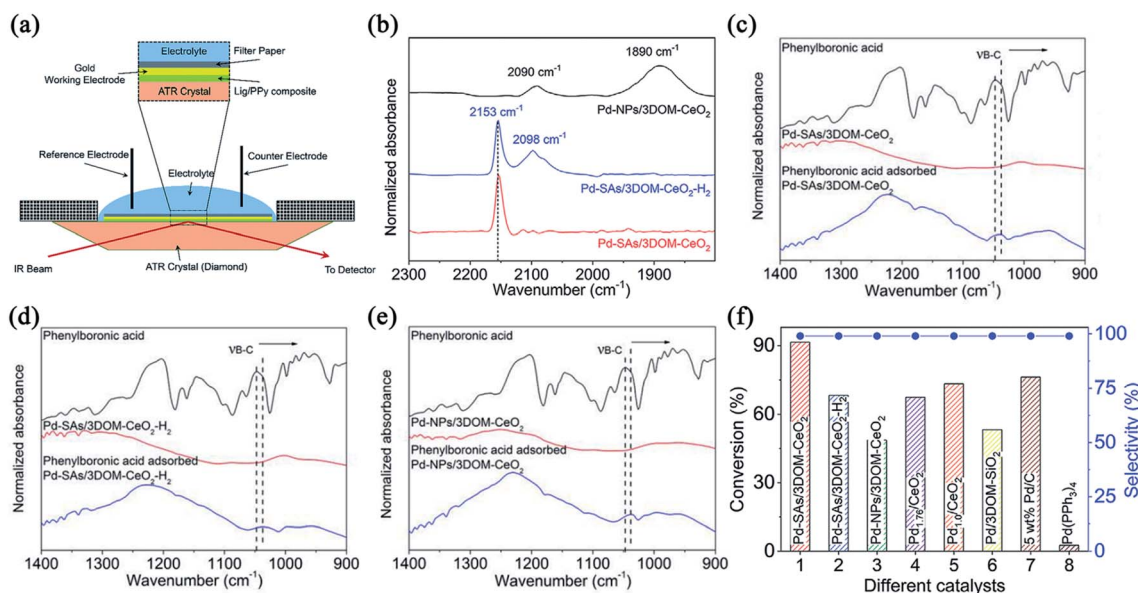 (a)
Electrolyte
Filter Paper
Gold
Working Electrode
ATR Crystal
Lig/PPy composite
Reference Electrode
Counter Electrode
Electrolyte
IR Beam
ATR Crystal (Diamond)
To Detector
(b)
Normalized absorbance
1890 cm⁻¹
2090 cm⁻¹
Pd-NPs/3DOM-CeO₂
2153 cm⁻¹
2098 cm⁻¹
Pd-SAs/3DOM-CeO₂-H₂
Pd-SAs/3DOM-CeO₂
2300 2200 2100 2000 1900
Wavenumber (cm⁻¹)
(c)
Normalized absorbance
Phenylboronic acid
νB-C
Pd-SAs/3DOM-CeO₂
Phenylboronic acid adsorbed
Pd-SAs/3DOM-CeO₂
1400 1300 1200 1100 1000 900
Wavenumber (cm⁻¹)
(d)
Normalized absorbance
Phenylboronic acid
νB-C
Pd-SAs/3DOM-CeO₂-H₂
Phenylboronic acid adsorbed
Pd-SAs/3DOM-CeO₂-H₂
1400 1300 1200 1100 1000 900
Wavenumber (cm⁻¹)
(e)
Normalized absorbance
Phenylboronic acid
νB-C
Pd-NPs/3DOM-CeO₂
Phenylboronic acid adsorbed
Pd-NPs/3DOM-CeO₂
1400 1300 1200 1100 1000 900
Wavenumber (cm⁻¹)
(f)
Conversion (%)
90
60
30
0
Pd-SAs/3DOM-CeO₂
Pd-SAs/3DOM-CeO₂-H₂
Pd-NPs/3DOM-CeO₂
Pd₁.₇₆/CeO₂
Pd₁.₀/CeO₂
Pd/3DOM-SiO₂
5 wt% Pd/C
Pd(PPh₃)₄
100
75
50
25
0
Selectivity (%)
1 2 3 4 5 6 7 8
Different catalysts